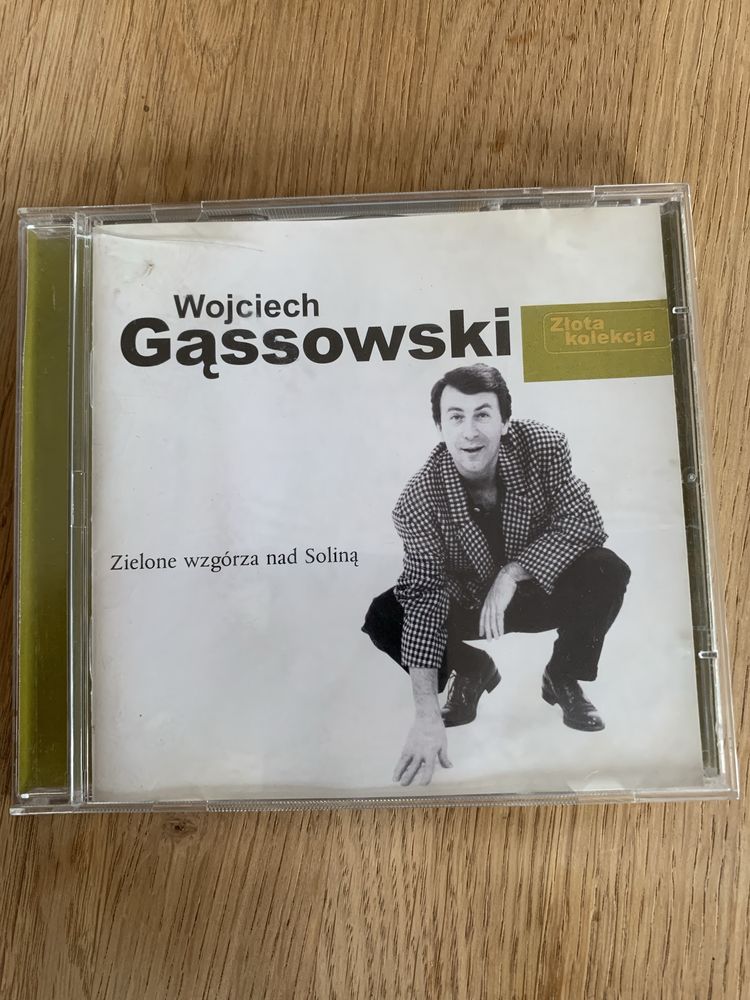 Wojciech
Gąssowski
Złota
kolekcja
Zielone wzgórza nad Soliną